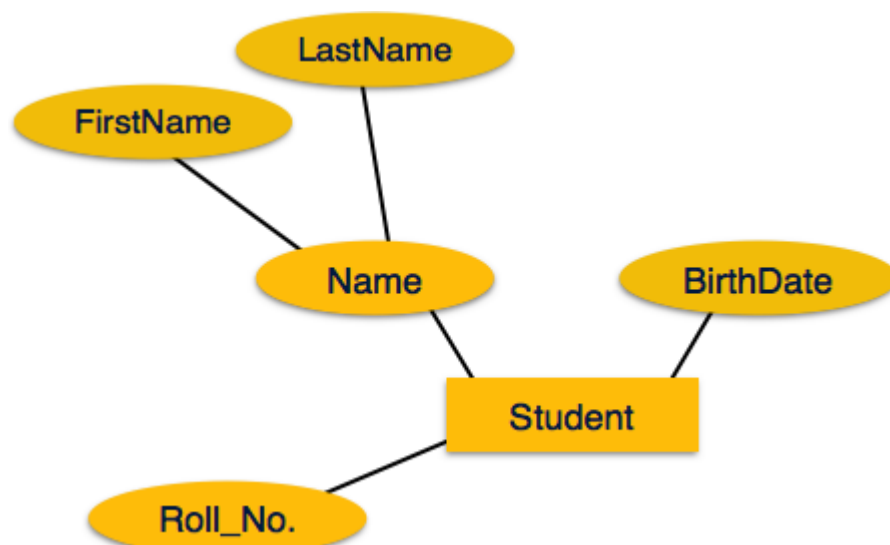 LastName
FirstName
Name
BirthDate
Student
Roll_No.